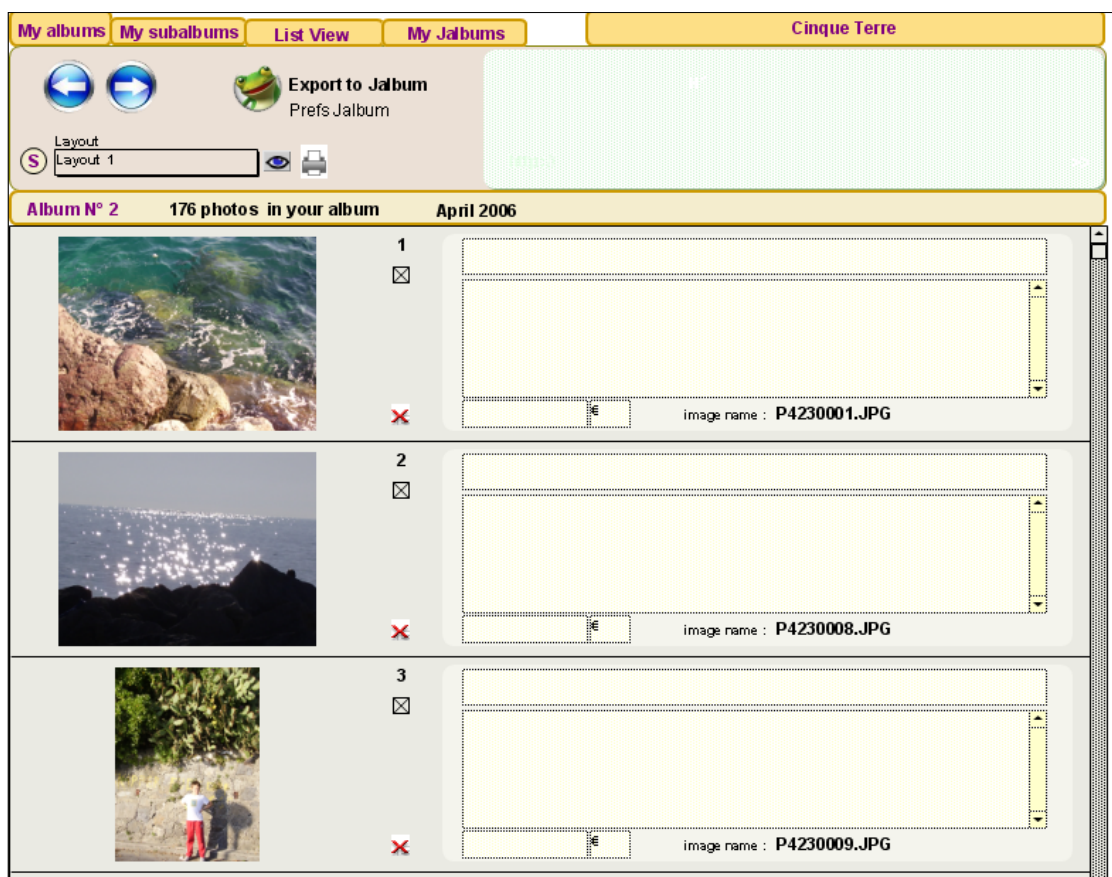 My albums
My subalbums
List View
My Jalbums
Cinque Terre
Export to Jalbum
Prefs Jalbum
Layout
S
Layout 1
>>
Album N° 2
176 photos in your album
April 2006
1
€
image name : P4230001.JPG
2
€
image name : P4230008.JPG
3
€
image name : P4230009.JPG